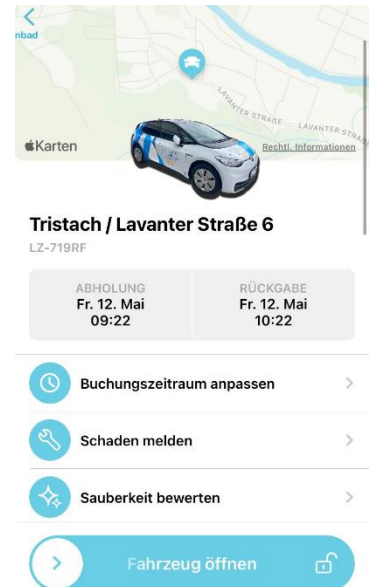 nbad
LAVANTER STRAßE
LAVANTER STRA
Karten
Rechtl. Informationen
Tristach / Lavanter Straße 6
LZ-719RF
ABHOLUNG
Fr. 12. Mai
09:22
RÜCKGABE
Fr. 12. Mai
10:22
Buchungszeitraum anpassen
Schaden melden
Sauberkeit bewerten
Fahrzeug öffnen